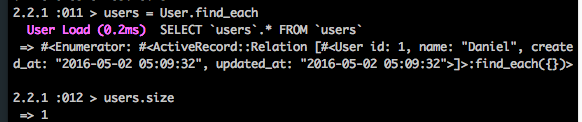 2.2.1 :011 > users = User.find_each
User Load (0.2ms)  SELECT `users`.* FROM `users`
=> #<Enumerator: #<ActiveRecord::Relation [#<User id: 1, name: "Daniel", create
d_at: "2016-05-02 05:09:32", updated_at: "2016-05-02 05:09:32">]>:find_each({})>
2.2.1 :012 > users.size
=> 1